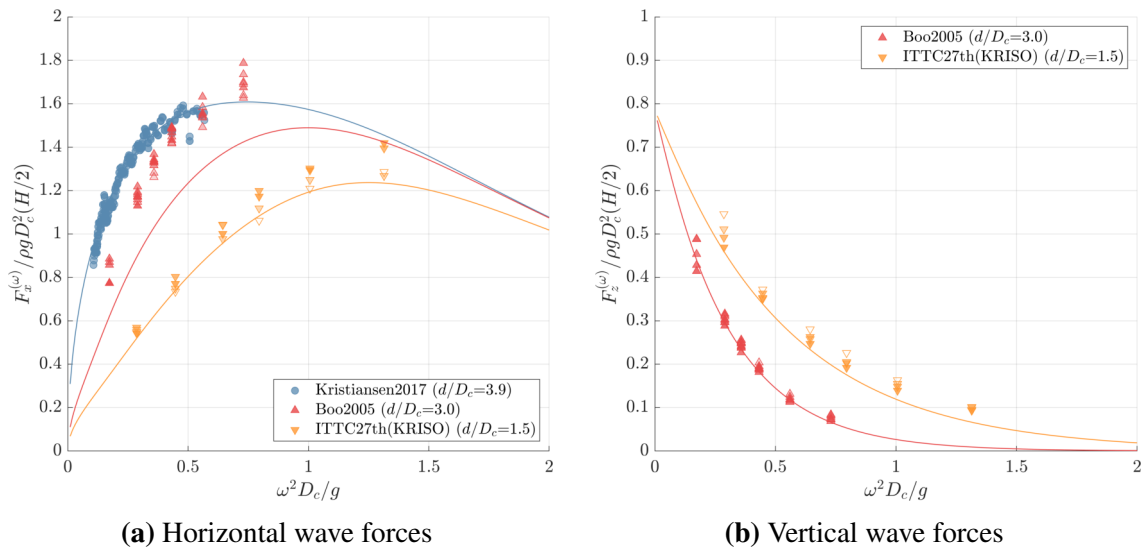 2
1.8
1.6
1.4
1.2
1
0.8
0.6
0.4
0.2
0
F_x^{(ω)}/ρgD_c^2(H/2)
Kristiansen2017 (d/D_c=3.9)
Boo2005 (d/D_c=3.0)
ITTC27th(KRISO) (d/D_c=1.5)
0 0.5 1 1.5 2
ω^2D_c/g
(a) Horizontal wave forces
1
0.9
0.8
0.7
0.6
0.5
0.4
0.3
0.2
0.1
0
F_z^{(ω)}/ρgD_c^2(H/2)
Boo2005 (d/D_c=3.0)
ITTC27th(KRISO) (d/D_c=1.5)
0 0.5 1 1.5 2
ω^2D_c/g
(b) Vertical wave forces